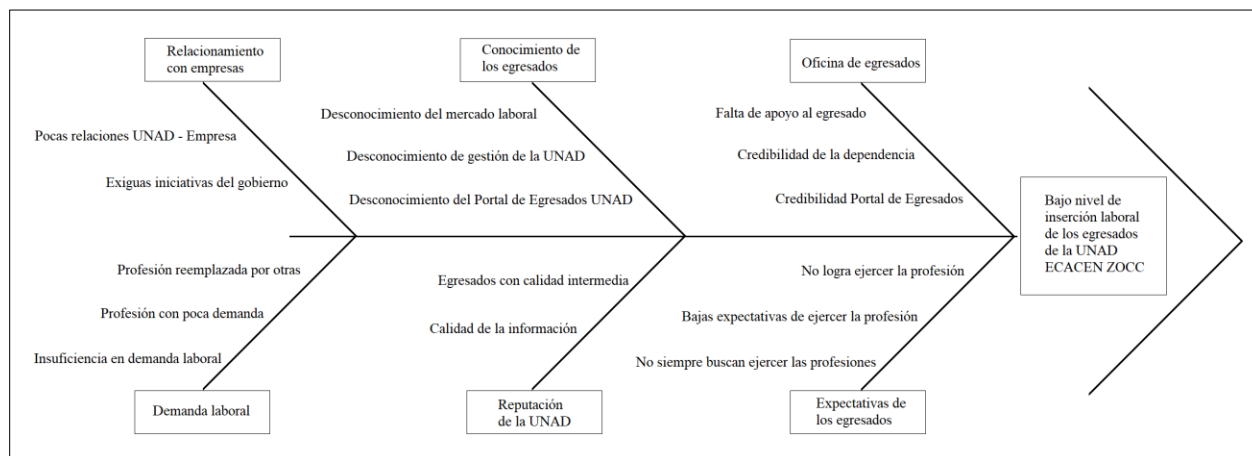 Relacionamiento
con empresas
Conocimiento de
los egresados
Oficina de egresados
Pocas relaciones UNAD - Empresa
Exiguas iniciativas del gobierno
Desconocimiento del mercado laboral
Desconocimiento de gestión de la UNAD
Desconocimiento del Portal de Egresados UNAD
Falta de apoyo al egresado
Credibilidad de la dependencia
Credibilidad Portal de Egresados
Bajo nivel de
inserción laboral
de los egresados
de la UNAD
ECACEN ZOCC
Profesión reemplazada por otras
Profesión con poca demanda
Insuficiencia en demanda laboral
Egresados con calidad intermedia
Calidad de la información
No logra ejercer la profesión
Bajas expectativas de ejercer la profesión
No siempre buscan ejercer las profesiones
Demanda laboral
Reputación
de la UNAD
Expectativas de
los egresados